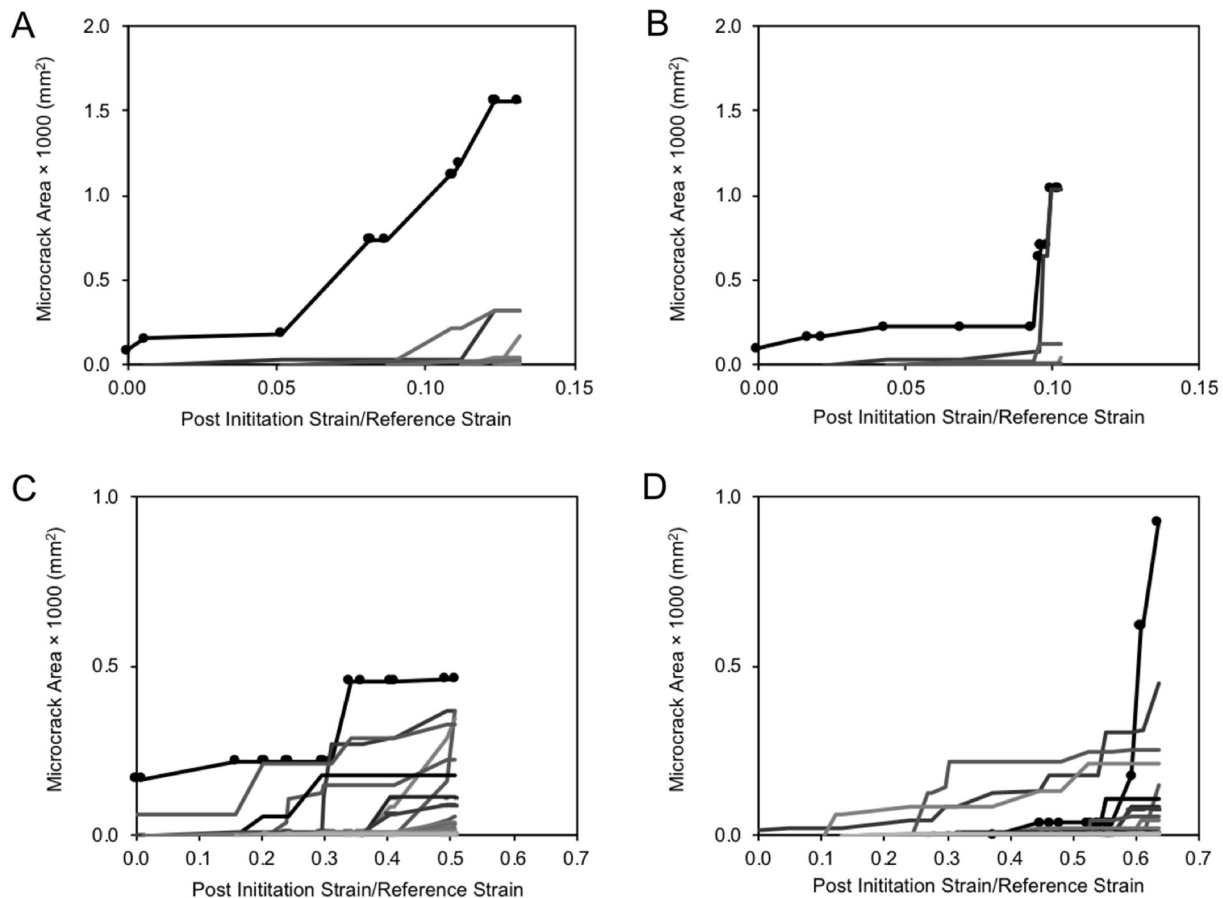 A
Microcrack Area × 1000 (mm²)
2.0
1.5
1.0
0.5
0.0
0.00 0.05 0.10 0.15
Post Inititation Strain/Reference Strain
B
Microcrack Area × 1000 (mm²)
2.0
1.5
1.0
0.5
0.0
0.00 0.05 0.10 0.15
Post Inititation Strain/Reference Strain
C
Microcrack Area × 1000 (mm²)
1.0
0.5
0.0
0.0 0.1 0.2 0.3 0.4 0.5 0.6 0.7
Post Inititation Strain/Reference Strain
D
Microcrack Area × 1000 (mm²)
1.0
0.5
0.0
0.0 0.1 0.2 0.3 0.4 0.5 0.6 0.7
Post Inititation Strain/Reference Strain